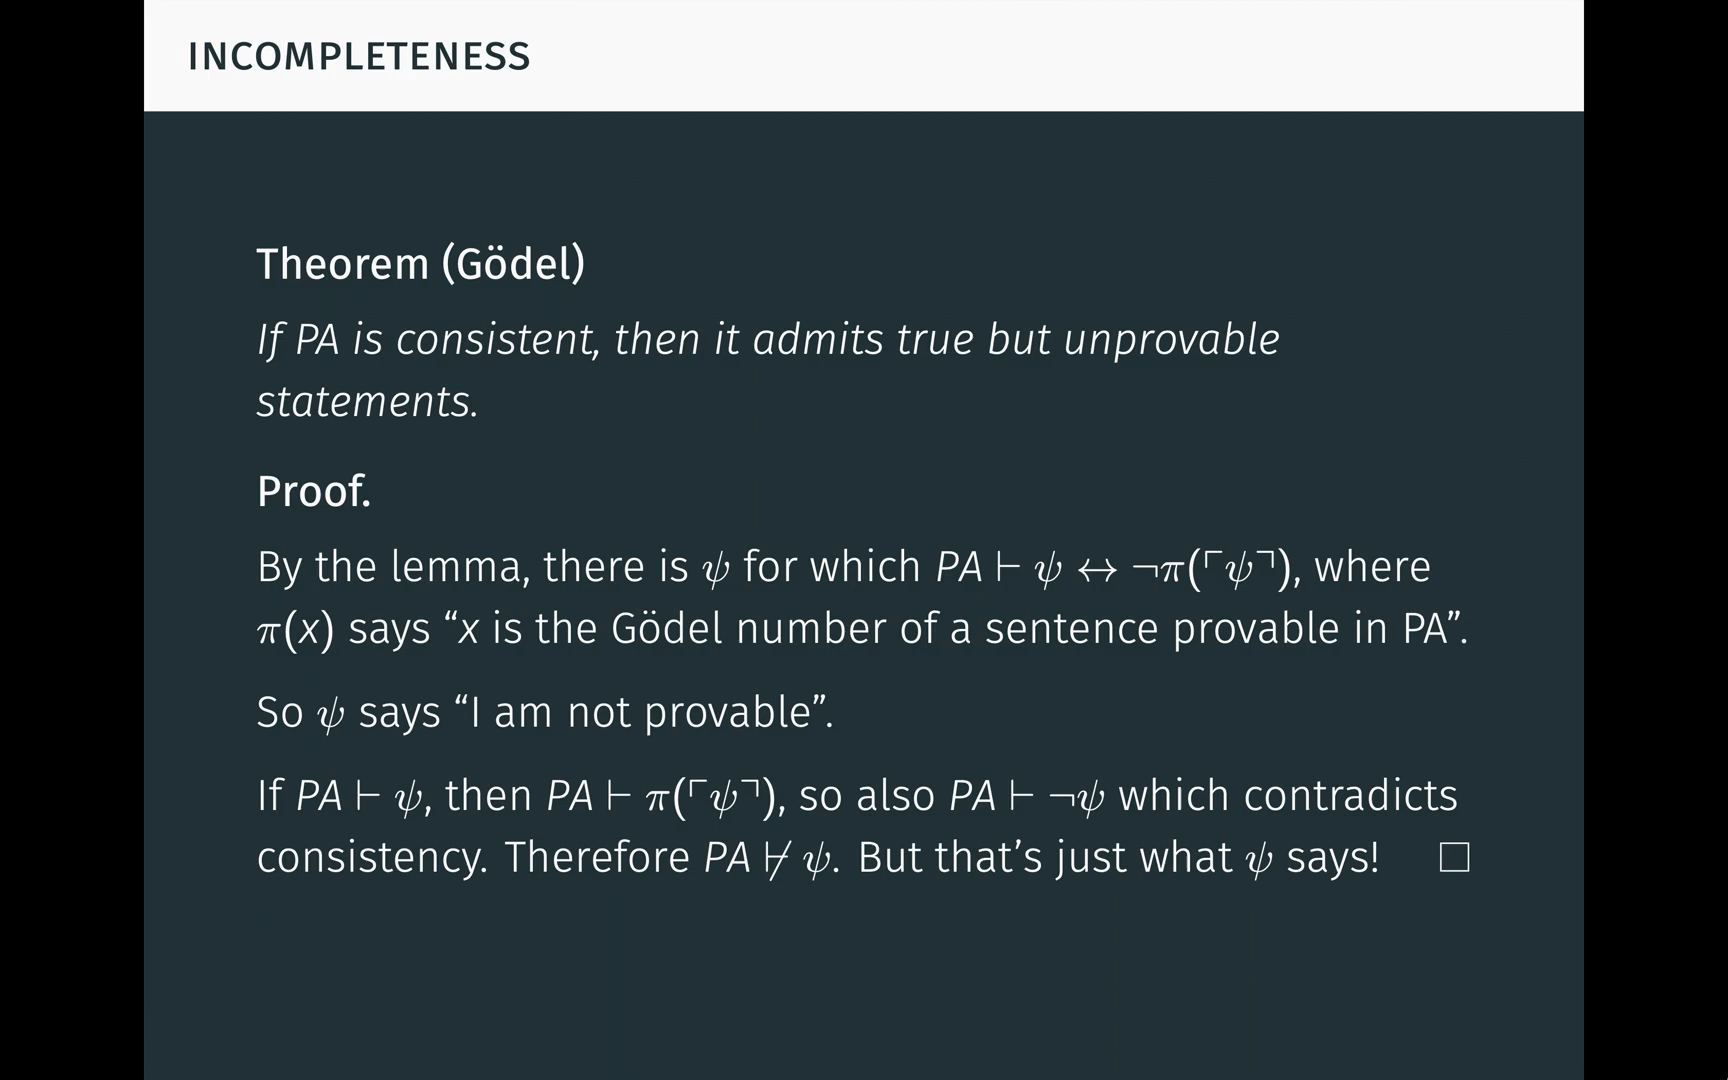 INCOMPLETENESS
Theorem (Gödel)
If PA is consistent, then it admits true but unprovable
statements.
Proof.
By the lemma, there is ψ for which PA ⊢ ψ ↔ ¬π(⌜ψ⌝), where
π(x) says “x is the Gödel number of a sentence provable in PA”.
So ψ says “I am not provable”.
If PA ⊢ ψ, then PA ⊢ π(⌜ψ⌝), so also PA ⊢ ¬ψ which contradicts
consistency. Therefore PA ⊬ ψ. But that’s just what ψ says! □